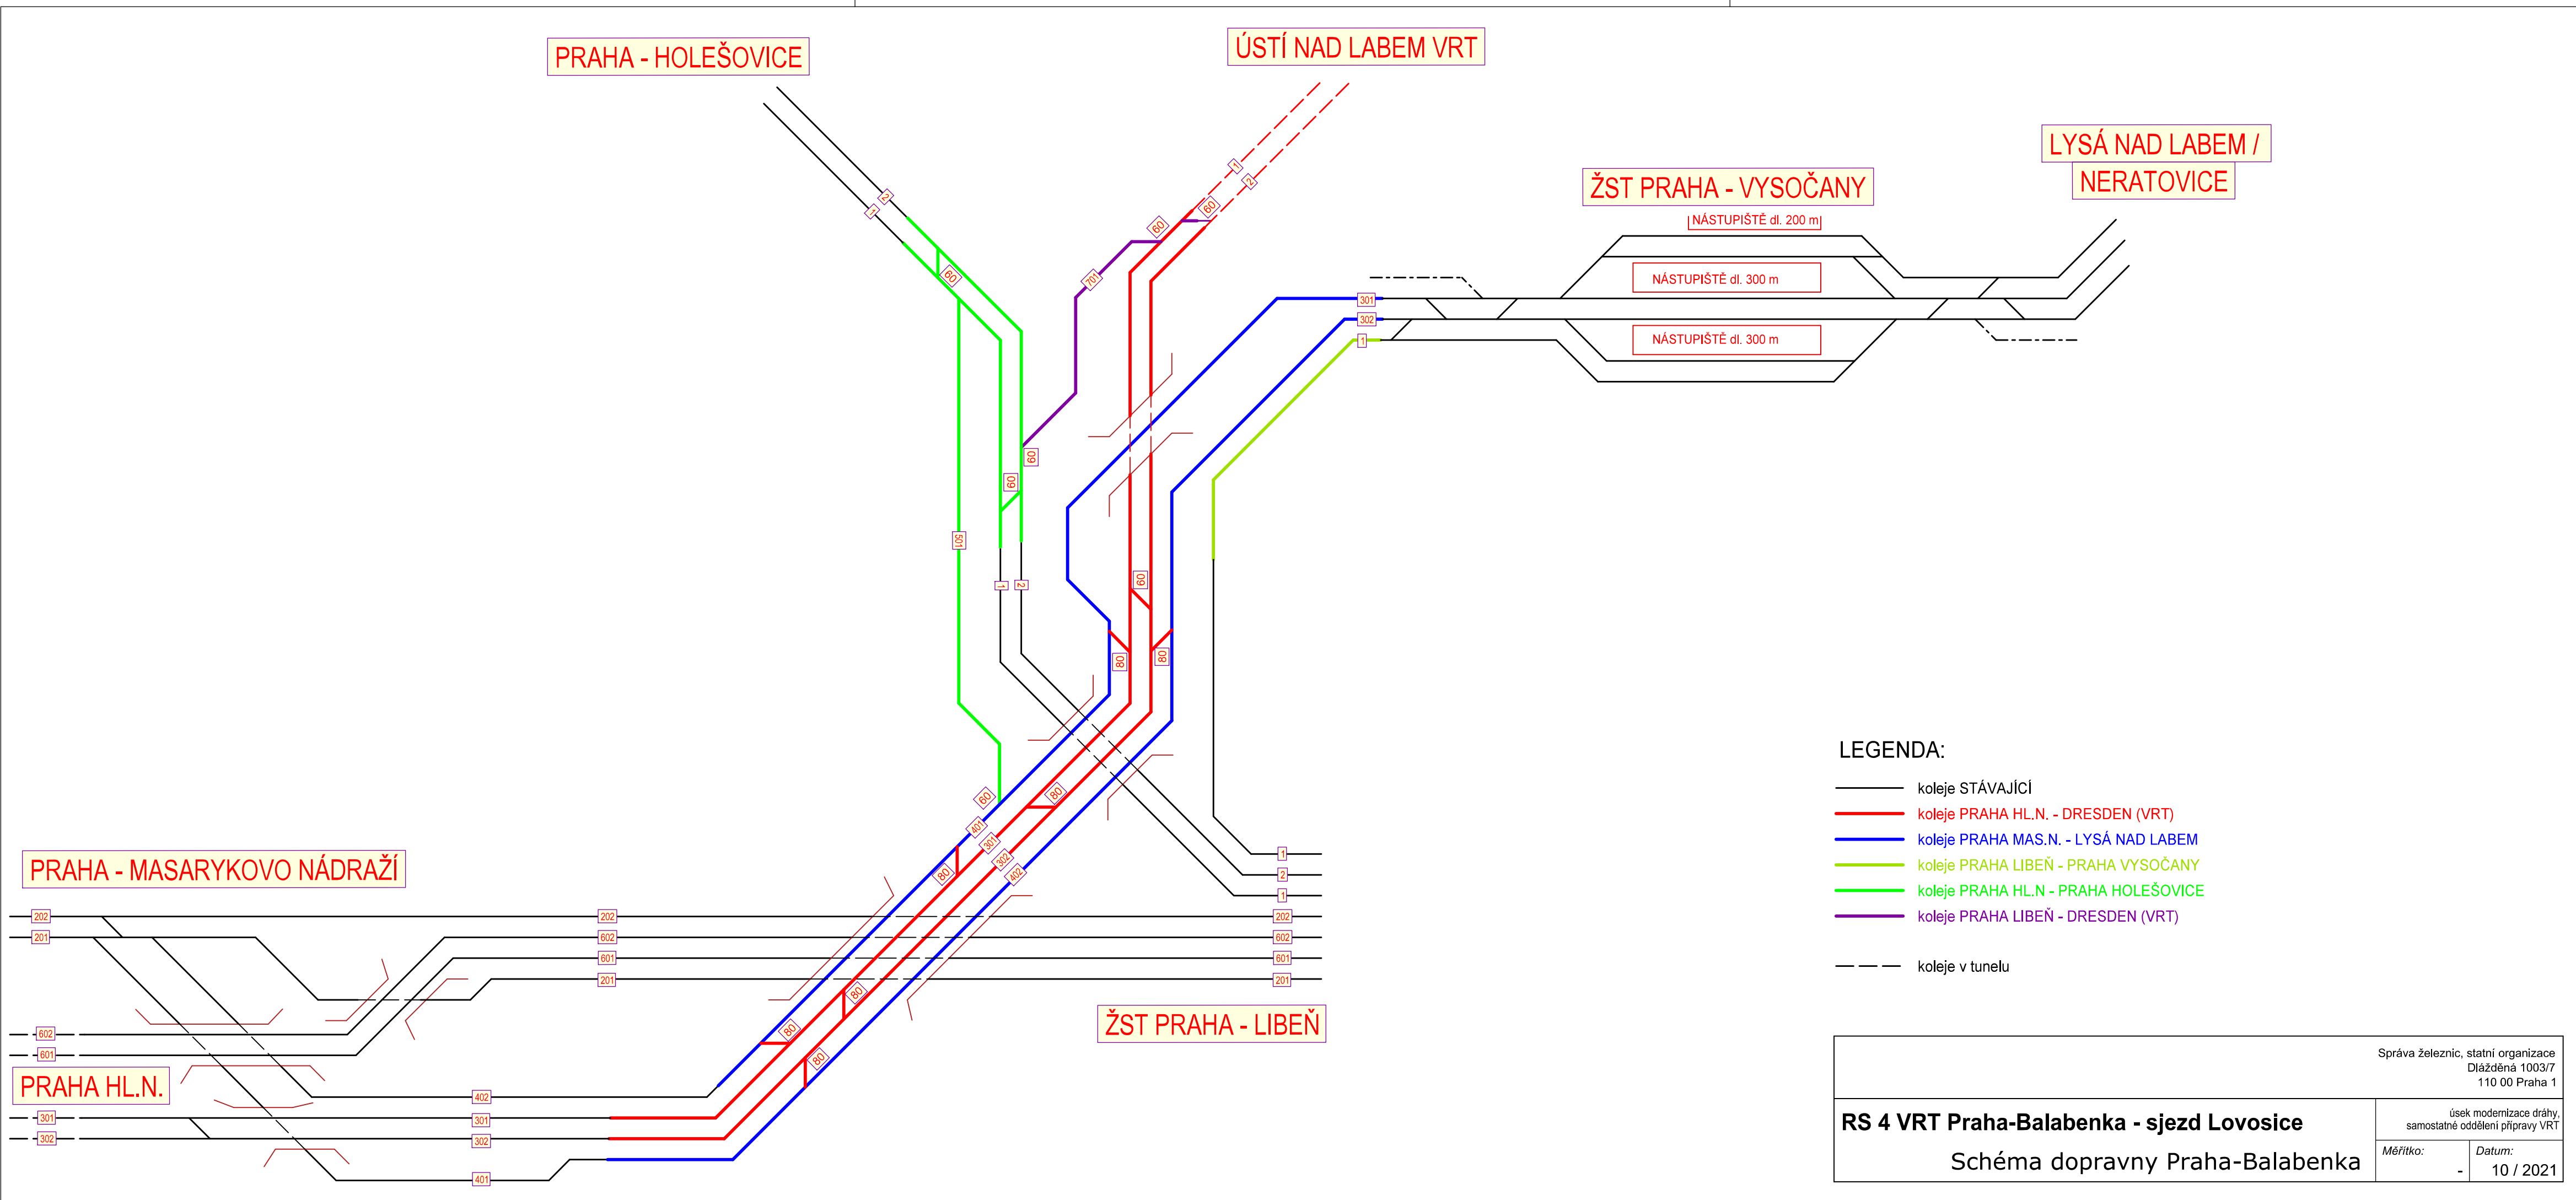 PRAHA - HOLEŠOVICE
ÚSTÍ NAD LABEM VRT
LYSÁ NAD LABEM /
NERATOVICE
ŽST PRAHA - VYSOČANY
NÁSTUPIŠTĚ dl. 200 m
NÁSTUPIŠTĚ dl. 300 m
NÁSTUPIŠTĚ dl. 300 m
1
2
1
2
60
60
60
701
301
302
1
60
60
501
1
2
60
80
80
60
401
301
302
402
80
80
80
80
80
PRAHA - MASARYKOVO NÁDRAŽÍ
202
201
602
601
PRAHA HL.N.
301
302
202
602
601
201
402
301
302
401
1
2
1
202
602
601
201
ŽST PRAHA - LIBEŇ
LEGENDA:
koleje STÁVAJÍCÍ
koleje PRAHA HL.N. - DRESDEN (VRT)
koleje PRAHA MAS.N. - LYSÁ NAD LABEM
koleje PRAHA LIBEŇ - PRAHA VYSOČANY
koleje PRAHA HL.N - PRAHA HOLEŠOVICE
koleje PRAHA LIBEŇ - DRESDEN (VRT)
koleje v tunelu
Správa železnic, statní organizace
Dlážděná 1003/7
110 00 Praha 1
RS 4 VRT Praha-Balabenka - sjezd Lovosice
Schéma dopravny Praha-Balabenka
úsek modernizace dráhy,
samostatné oddělení přípravy VRT
Měřítko:
-
Datum:
10 / 2021